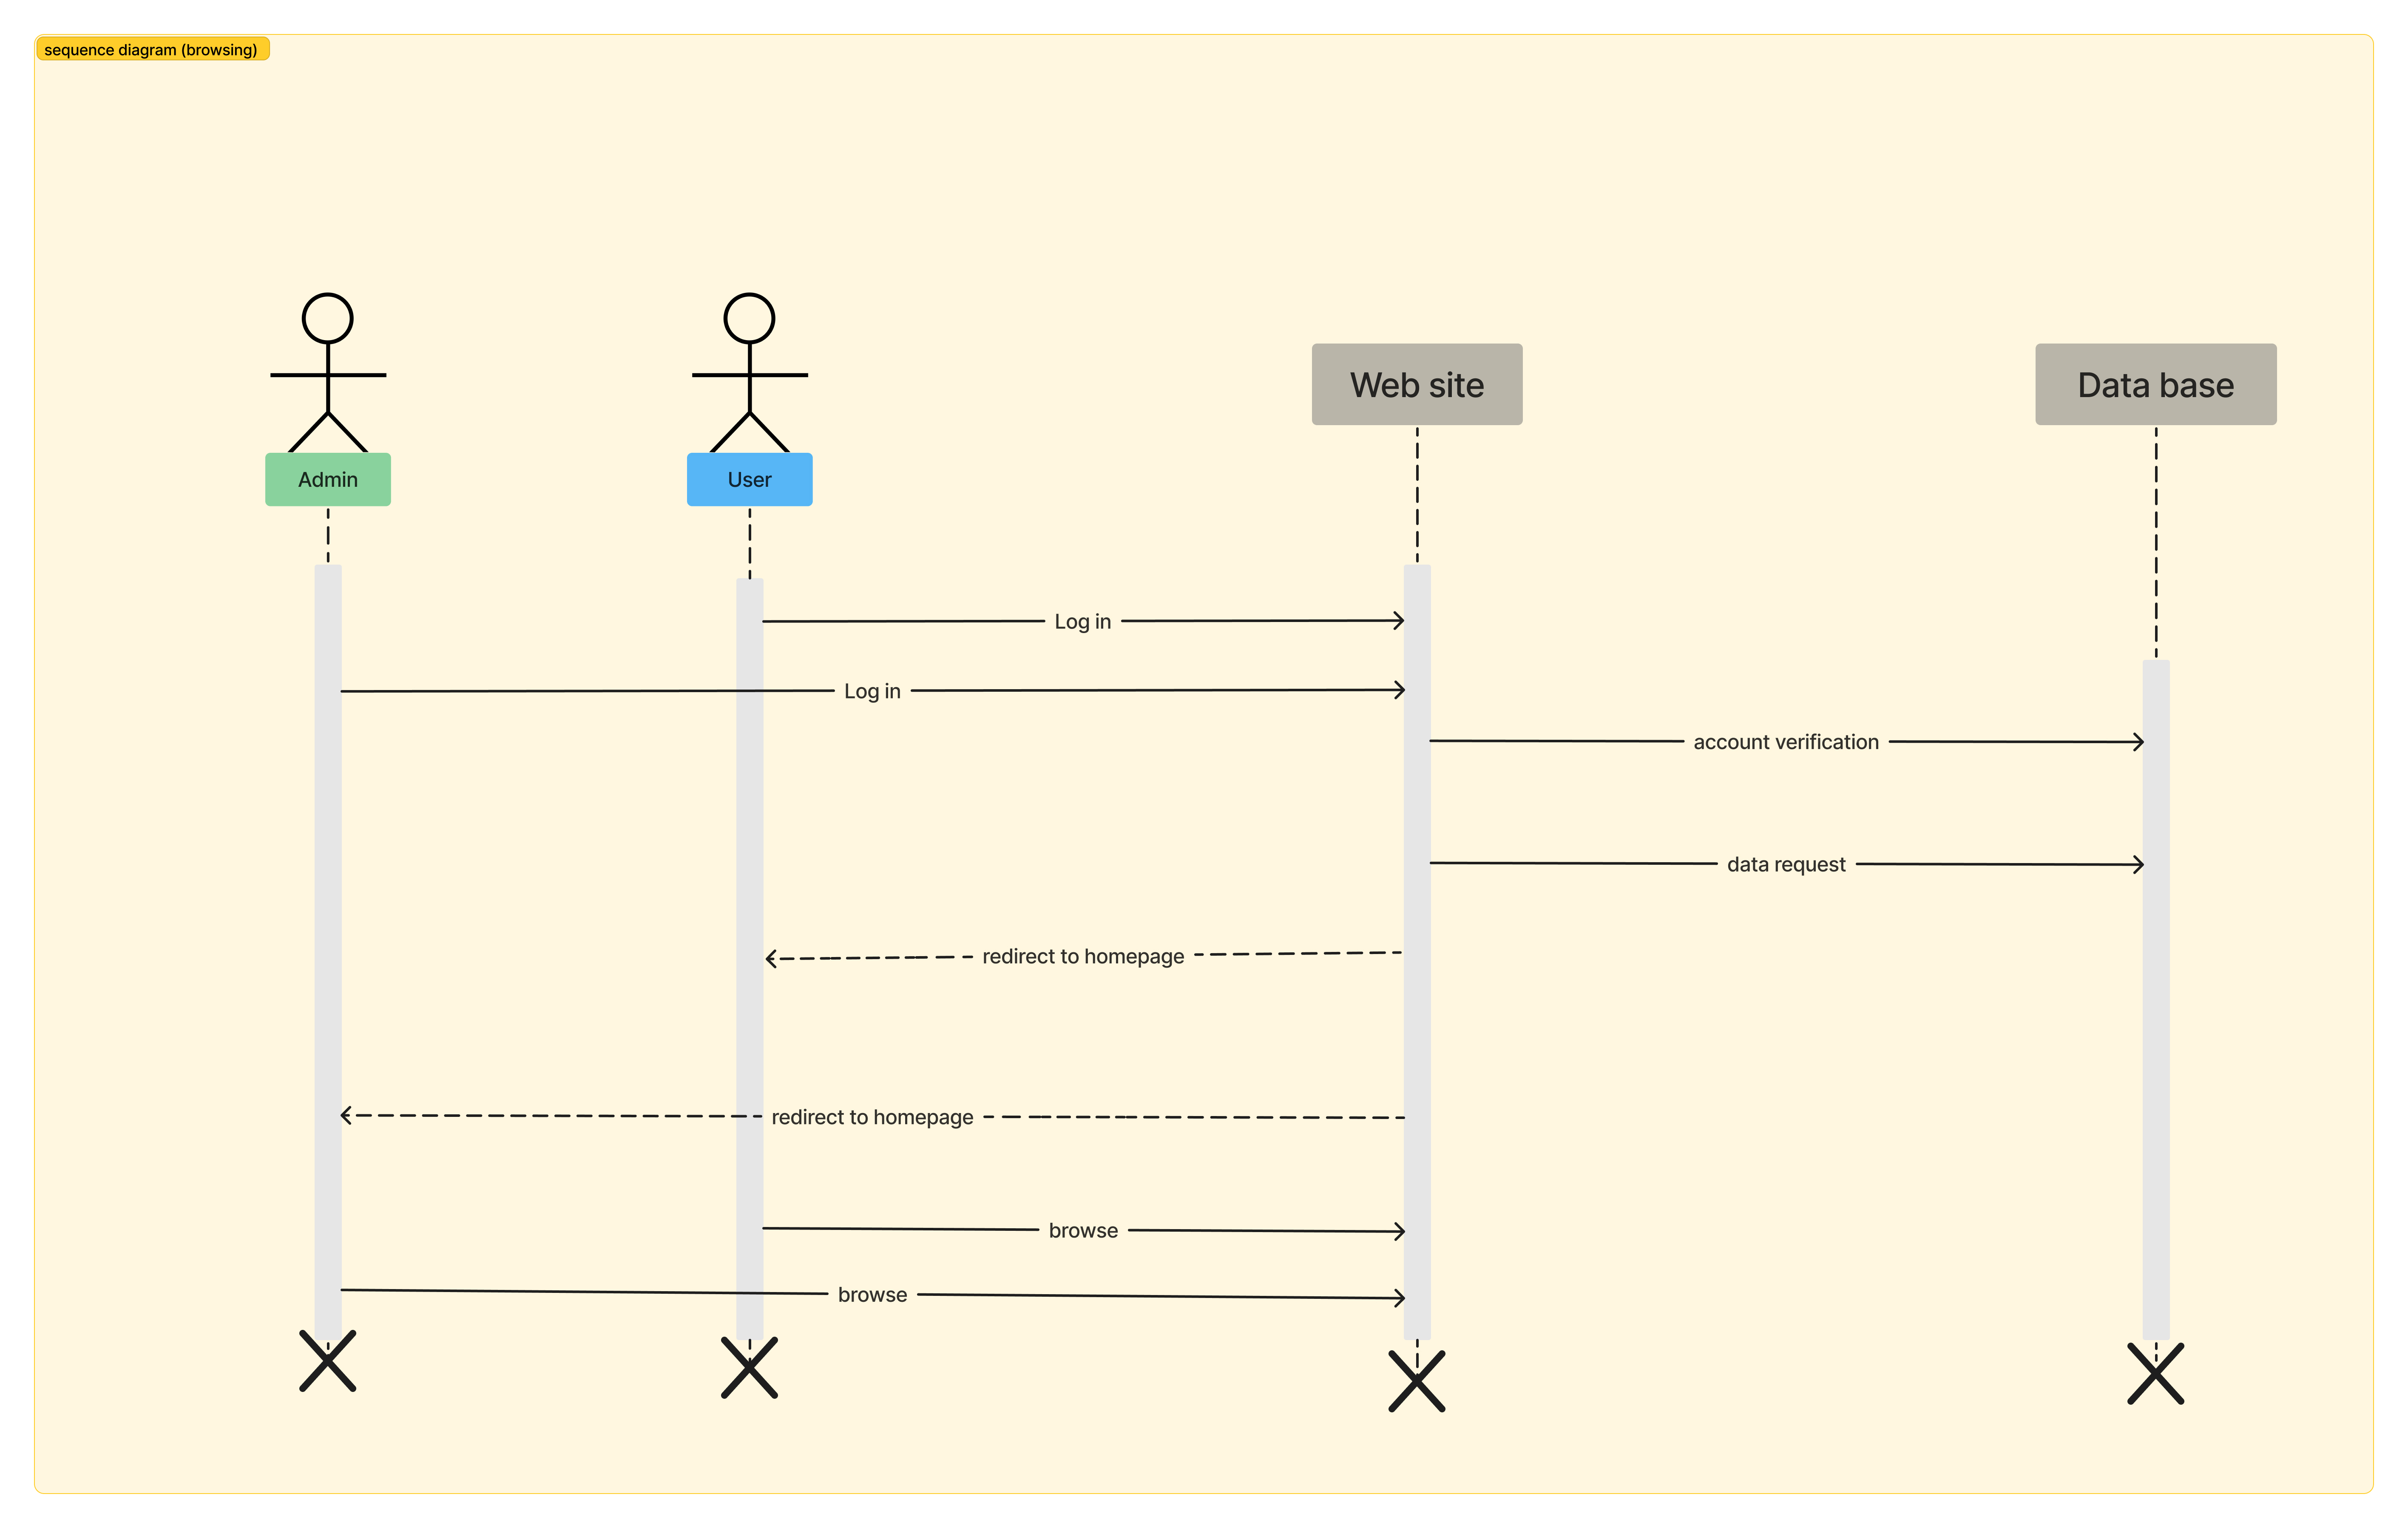 sequence diagram (browsing)
Web site
Data base
Admin
User
Log in
Log in
account verification
data request
redirect to homepage
redirect to homepage
browse
browse